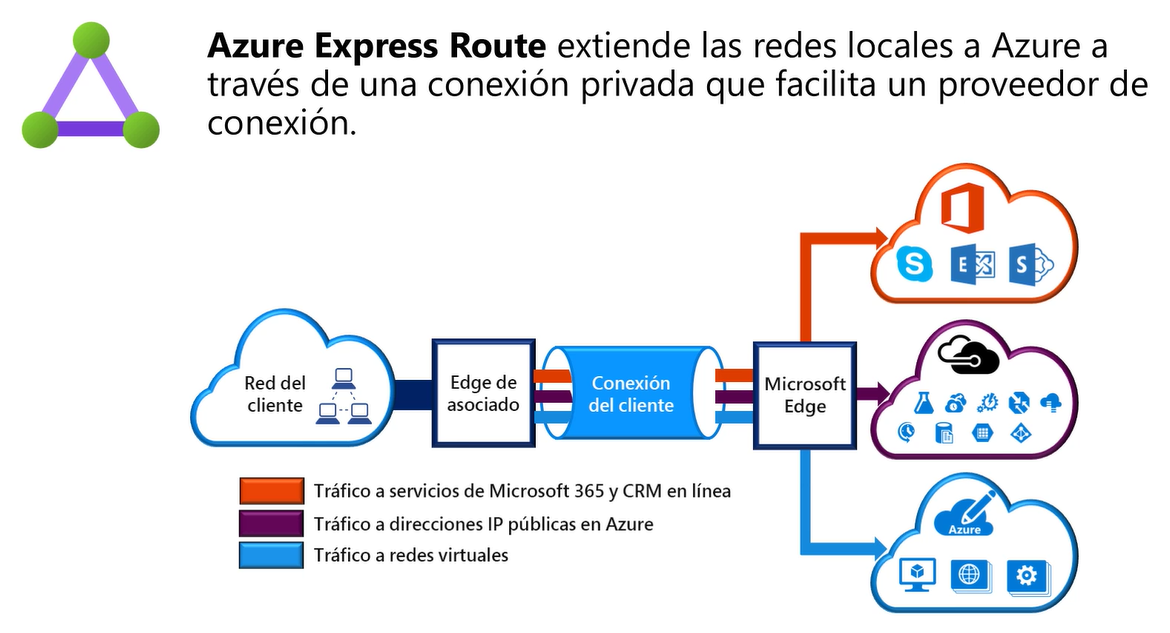 Azure Express Route extiende las redes locales a Azure a
través de una conexión privada que facilita un proveedor de
conexión.
S
E
S
Red del
cliente
Edge de
asociado
Conexión
del cliente
Microsoft
Edge
Tráfico a servicios de Microsoft 365 y CRM en línea
Tráfico a direcciones IP públicas en Azure
Tráfico a redes virtuales
Azure